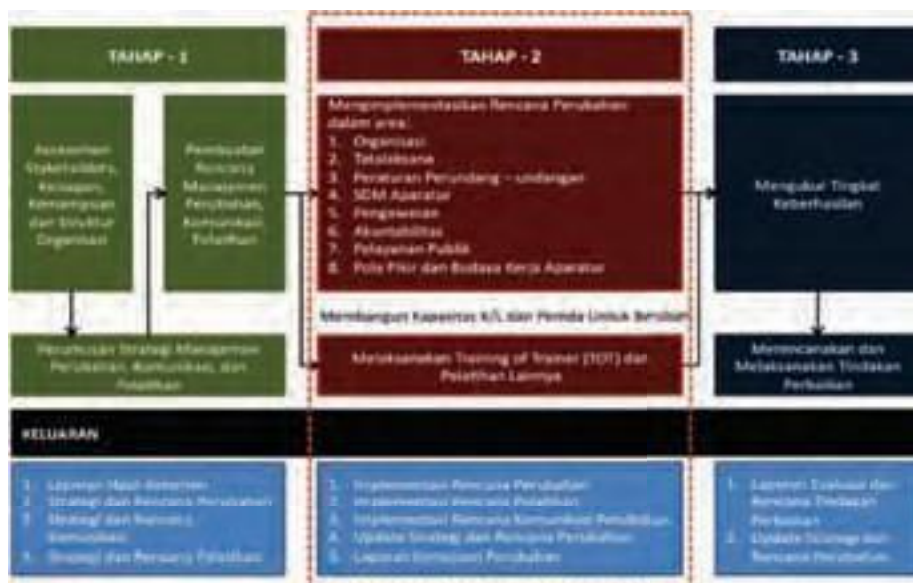 TAHAP - 1
Assesmen
Stakeholders,
Kesiapan,
Kemampuan
dan Struktur
Organisasi
Pembuatan
Rencana
Manajemen
Perubahan,
Komunikasi,
Pelatihan
Perumusan Strategi Manajemen
Perubahan, Komunikasi, dan
Pelatihan
TAHAP - 2
Mengimplementasikan Rencana Perubahan
dalam area:
1. Organisasi
2. Tatalaksana
3. Peraturan Perundang – undangan
4. SDM Aparatur
5. Pengawasan
6. Akuntabilitas
7. Pelayanan Publik
8. Pola Pikir dan Budaya Kerja Aparatur
Membangun Kapasitas K/L dan Pemda Untuk
Melaksanakan Training of Trainer (TOT) dan
Pelatihan Lainnya
TAHAP - 3
Mengukur Tingkat
Keberhasilan
Merencanakan dan
Melaksanakan Tindakan
Perbaikan
KELUARAN
1. Laporan Hasil
2. Strategi dan Rencana Perubahan
3. Strategi dan Rencana
Komunikasi
4. Strategi dan Rencana Pelatihan
1. Implementasi Rencana Perubahan
2. Implementasi Rencana Pelatihan
3. Implementasi Rencana Komunikasi Perubahan
4. Update Strategi dan Rencana Perubahan
5. Laporan Perubahan
1. Laporan Evaluasi dan
Rencana Tindakan
Perbaikan
2. Update Strategi dan
Rencana Perubahan